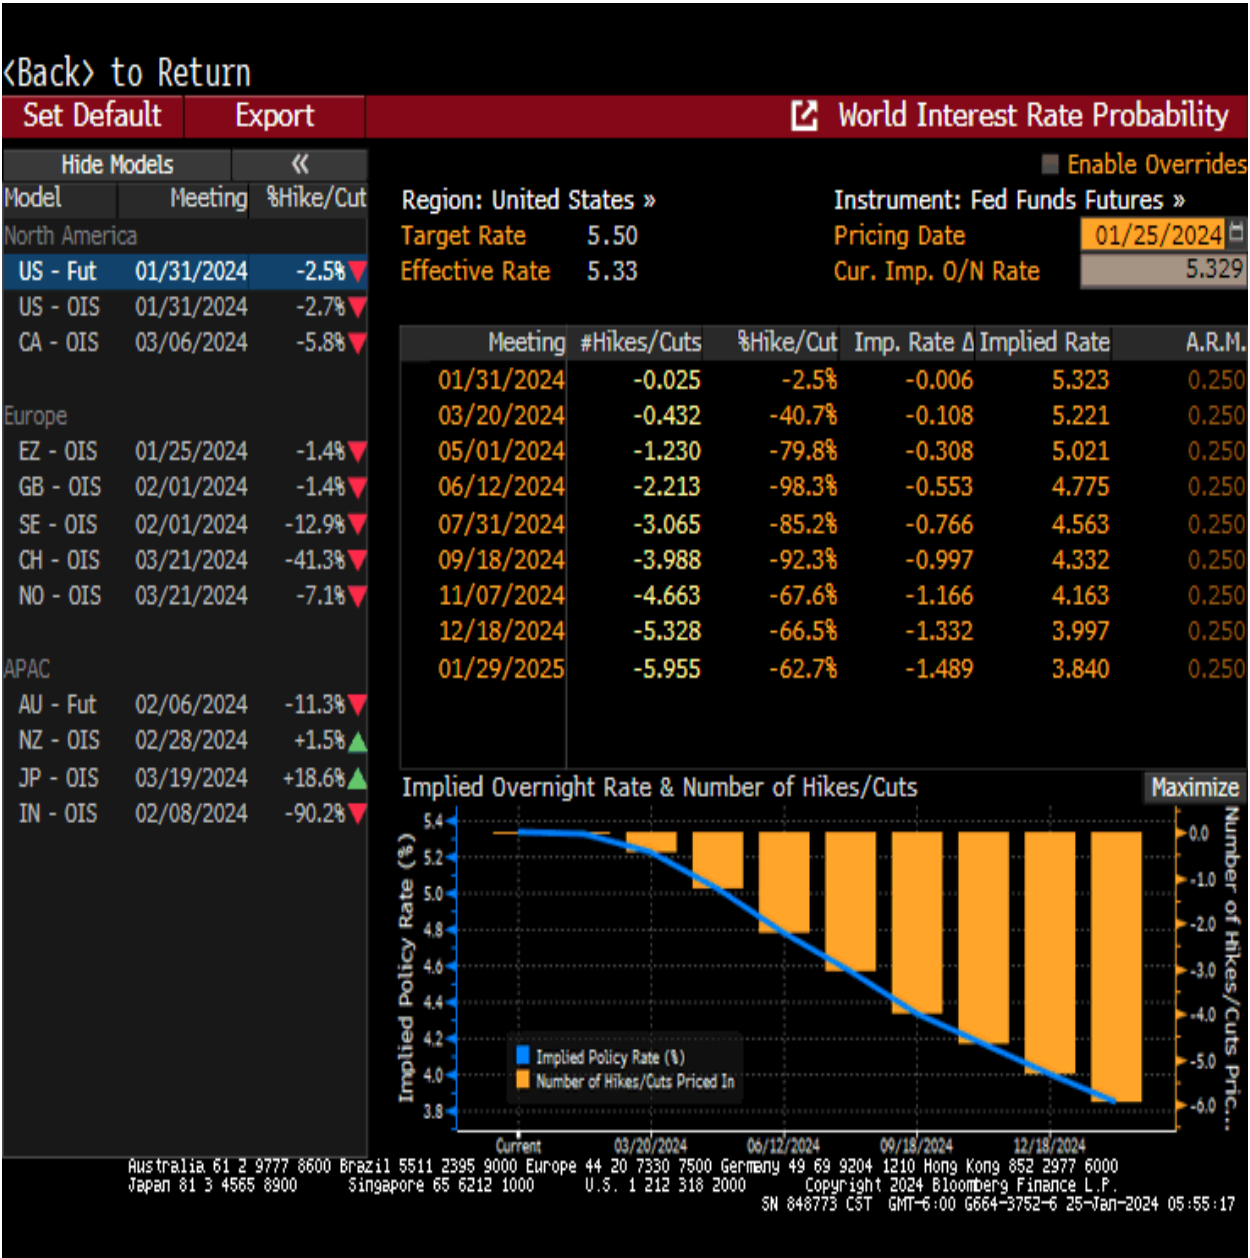 <Back> to Return
Set Default Export World Interest Rate Probability
Hide Models « Enable Overrides
Model Meeting %Hike/Cut
Region: United States » Instrument: Fed Funds Futures »
North America
Target Rate 5.50 Pricing Date 01/25/2024
US - Fut 01/31/2024 -2.5%▼
Effective Rate 5.33 Cur. Imp. O/N Rate 5.329
US - OIS 01/31/2024 -2.7%▼
CA - OIS 03/06/2024 -5.8%▼
Europe
EZ - OIS 01/25/2024 -1.4%▼
GB - OIS 02/01/2024 -1.4%▼
SE - OIS 02/01/2024 -12.9%▼
CH - OIS 03/21/2024 -41.3%▼
NO - OIS 03/21/2024 -7.1%▼
APAC
AU - Fut 02/06/2024 -11.3%▼
NZ - OIS 02/28/2024 +1.5%▲
JP - OIS 03/19/2024 +18.6%▲
IN - OIS 02/08/2024 -90.2%▼
Meeting #Hikes/Cuts %Hike/Cut Imp. Rate Δ Implied Rate A.R.M.
01/31/2024 -0.025 -2.5% -0.006 5.323 0.250
03/20/2024 -0.432 -40.7% -0.108 5.221 0.250
05/01/2024 -1.230 -79.8% -0.308 5.021 0.250
06/12/2024 -2.213 -98.3% -0.553 4.775 0.250
07/31/2024 -3.065 -85.2% -0.766 4.563 0.250
09/18/2024 -3.988 -92.3% -0.997 4.332 0.250
11/07/2024 -4.663 -67.6% -1.166 4.163 0.250
12/18/2024 -5.328 -66.5% -1.332 3.997 0.250
01/29/2025 -5.955 -62.7% -1.489 3.840 0.250
Implied Overnight Rate & Number of Hikes/Cuts Maximize
Implied Policy Rate (%)
5.4
5.2
5.0
4.8
4.6
4.4
4.2
4.0
3.8
Implied Policy Rate (%)
Number of Hikes/Cuts Priced In
0.0
-1.0
-2.0
-3.0
-4.0
-5.0
-6.0
Number of Hikes/Cuts Pric...
Current 03/20/2024 06/12/2024 09/18/2024 12/18/2024
Australia 61 2 9777 8600 Brazil 5511 2395 9000 Europe 44 20 7330 7500 Germany 49 69 9204 1210 Hong Kong 852 2977 6000
Japan 81 3 4565 8900 Singapore 65 6212 1000 U.S. 1 212 318 2000 Copyright 2024 Bloomberg Finance L.P.
SN 848773 CST GMT-6:00 G664-3752-6 25-Jan-2024 05:55:17